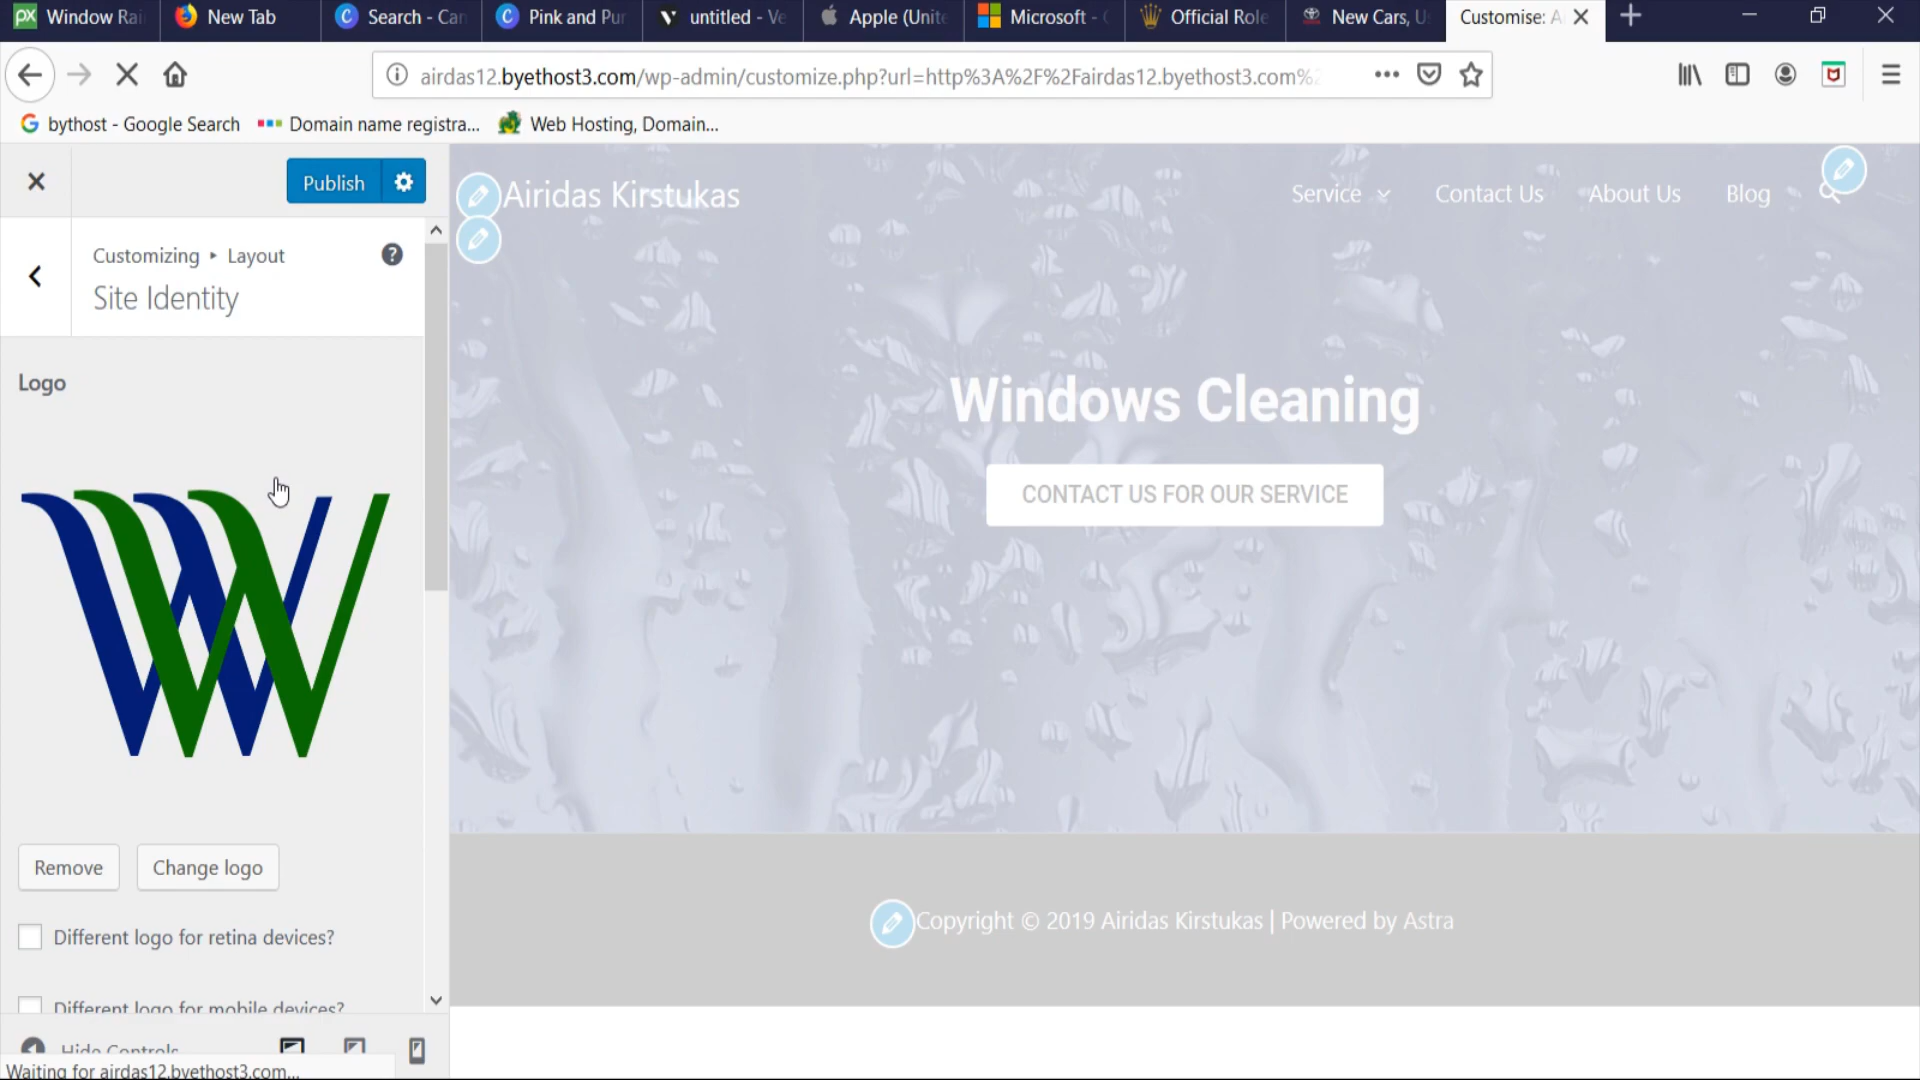 Window Rai
New Tab
Search - Can
Pink and Pur
untitled - Ve
Apple (Unite
Microsoft - 
Official Role
New Cars, U
Customise: A
airdas12.byethost3.com/wp-admin/customize.php?url=http%3A%2F%2Fairdas12.byethost3.com%2
bythost - Google Search
Domain name registra...
Web Hosting, Domain...
Publish
Customizing ▸ Layout
Site Identity
Logo
Remove
Change logo
Different logo for retina devices?
Different logo for mobile devices?
Hide Controls
Waiting for airdas12.byethost3.com...
Airidas Kirstukas
Service
Contact Us
About Us
Blog
Windows Cleaning
CONTACT US FOR OUR SERVICE
Copyright © 2019 Airidas Kirstukas | Powered by Astra